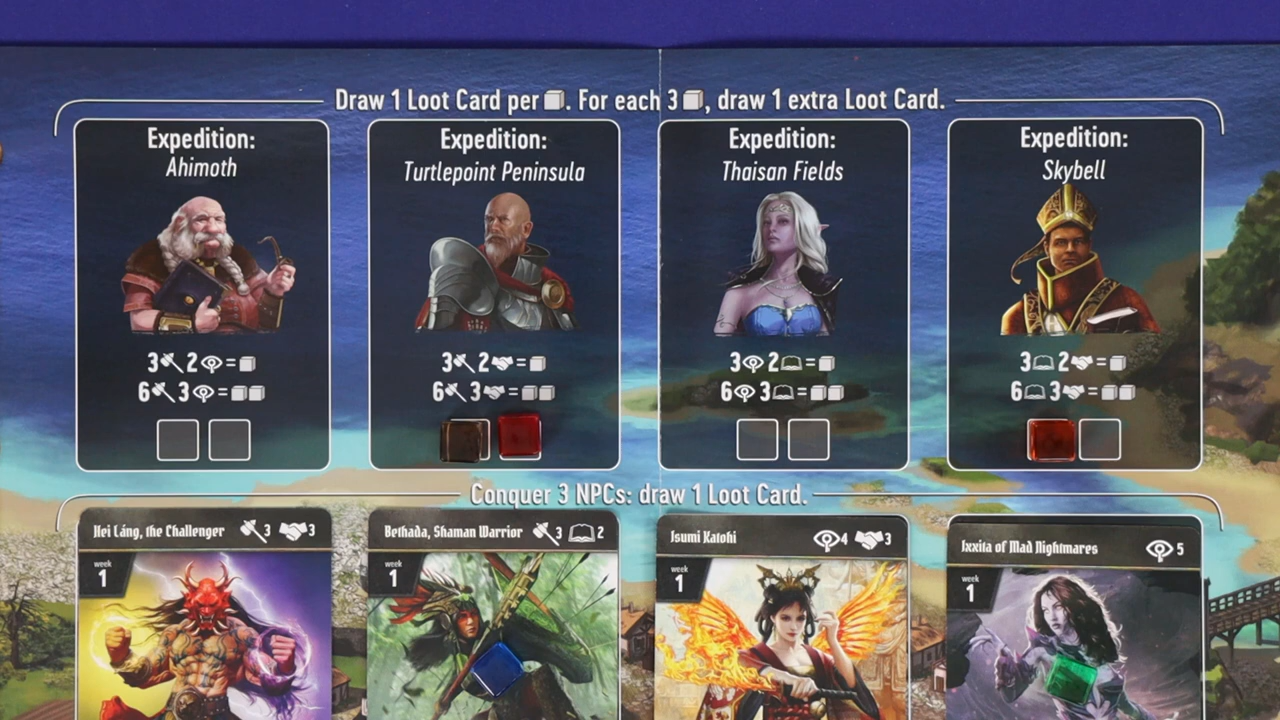 Draw 1 Loot Card per . For each 3 , draw 1 extra Loot Card.
Expedition:
Ahimoth
3 2 =
6 3 =
Expedition:
Turtlepoint Peninsula
3 2 =
6 3 =
Expedition:
Thaisan Fields
3 2 =
6 3 =
Expedition:
Skybell
3 2 =
6 3 =
Conquer 3 NPCs: draw 1 Loot Card.
Hei Láng, the Challenger 3 3
week
1
Bethada, Shaman Warrior 3 2
week
1
Isumi Katohi 4 3
week
1
Ixxita of Mad Nightmares 5
week
1